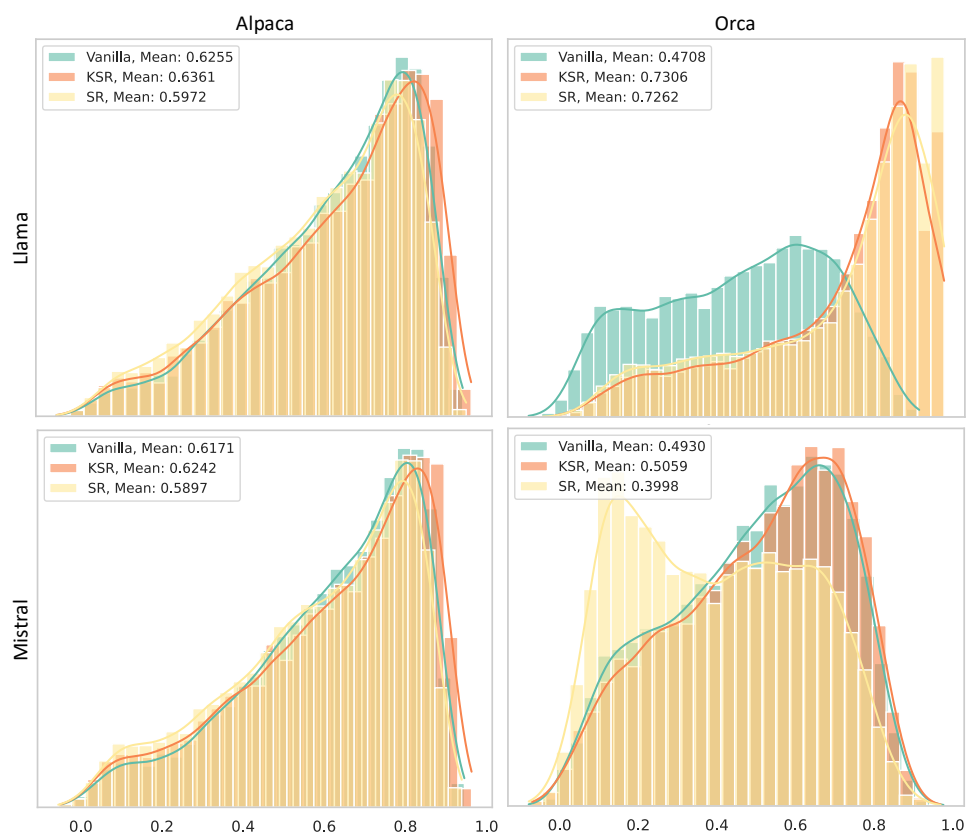 Alpaca
Orca
Llama
Vanilla, Mean: 0.6255
KSR, Mean: 0.6361
SR, Mean: 0.5972
Vanilla, Mean: 0.4708
KSR, Mean: 0.7306
SR, Mean: 0.7262
Mistral
Vanilla, Mean: 0.6171
KSR, Mean: 0.6242
SR, Mean: 0.5897
Vanilla, Mean: 0.4930
KSR, Mean: 0.5059
SR, Mean: 0.3998
0.0 0.2 0.4 0.6 0.8 1.0
0.0 0.2 0.4 0.6 0.8 1.0